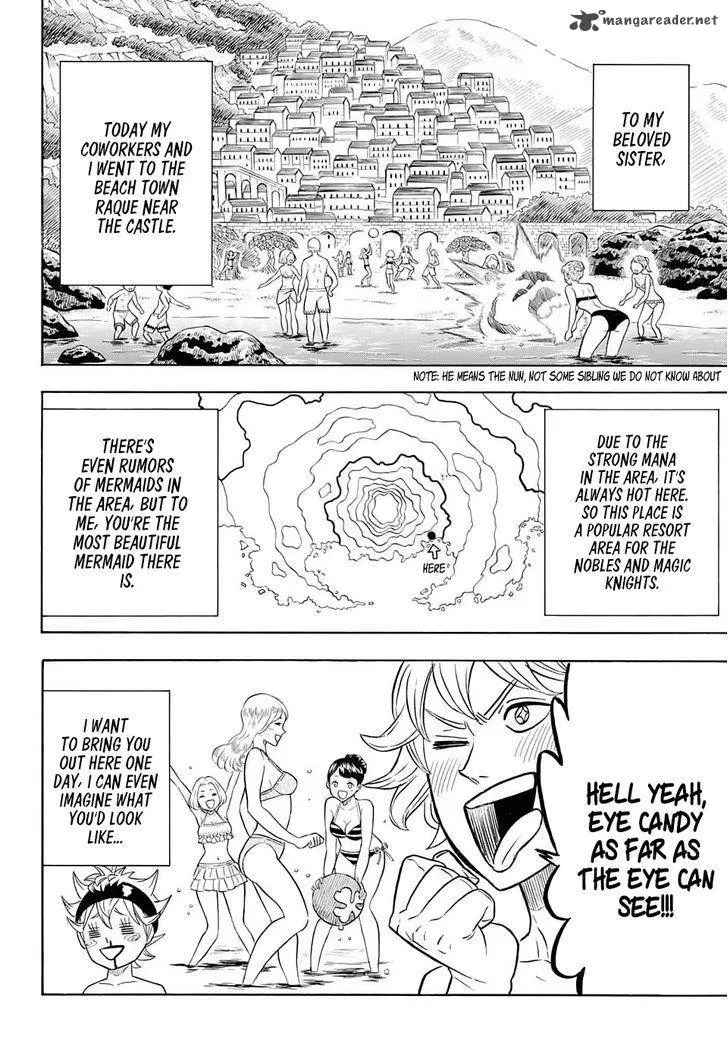 mangareader.net
TO MY
BELOVED
SISTER,
TODAY MY
COWORKERS AND
I WENT TO THE
BEACH TOWN
RAQUE NEAR
THE CASTLE.
NOTE: HE MEANS THE NUN, NOT SOME SIBLING WE DO NOT KNOW ABOUT
DUE TO THE
STRONG MANA
IN THE AREA, IT'S
ALWAYS HOT HERE.
SO THIS PLACE IS
A POPULAR RESORT
AREA FOR THE
NOBLES AND MAGIC
KNIGHTS.
HERE
THERE'S
EVEN RUMORS
OF MERMAIDS IN
THE AREA, BUT TO
ME, YOU'RE THE
MOST BEAUTIFUL
MERMAID THERE
IS.
HELL YEAH,
EYE CANDY
AS FAR AS
THE EYE CAN
SEE!!!
I WANT
TO BRING YOU
OUT HERE ONE
DAY, I CAN EVEN
IMAGINE WHAT
YOU'D LOOK
LIKE...